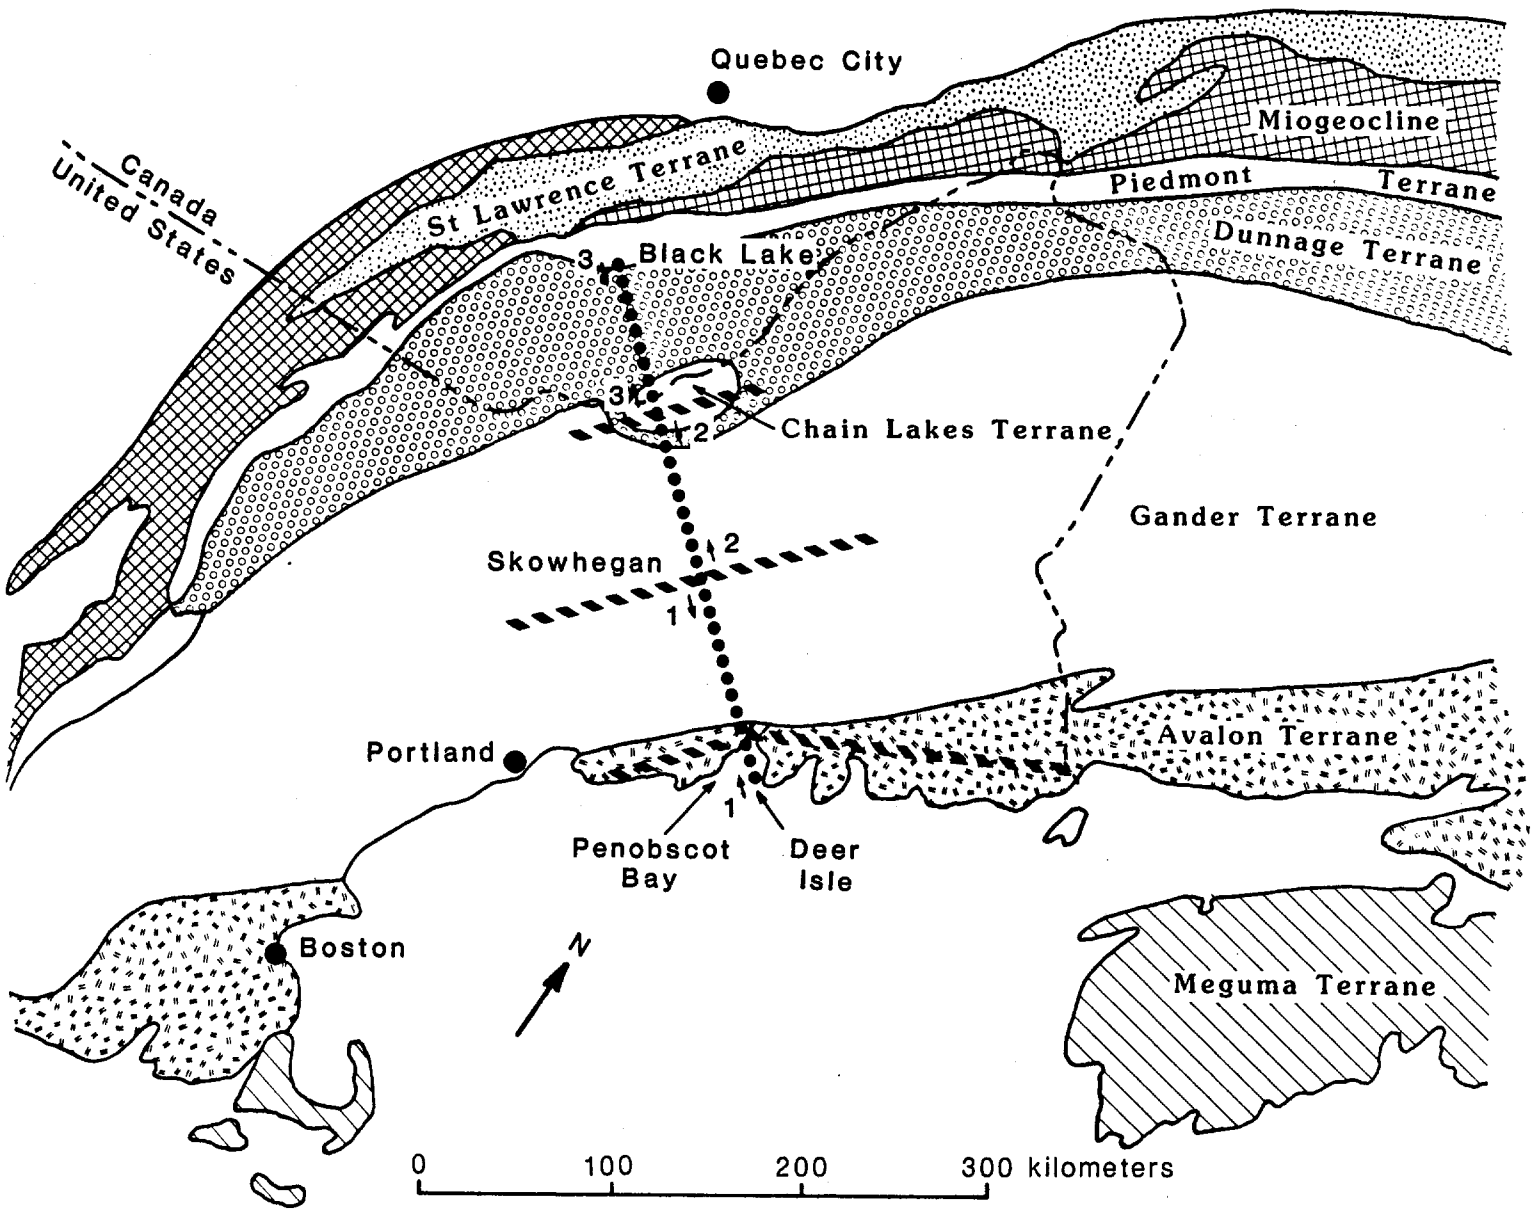 Quebec City
Canada
United States
Miogeocline
St Lawrence Terrane
Piedmont Terrane
Dunnage Terrane
3 Black Lake
3
2
Chain Lakes Terrane
Gander Terrane
2
Skowhegan
1
Portland
Avalon Terrane
1
Penobscot
Bay
Deer
Isle
Boston
N
Meguma Terrane
0 100 200 300 kilometers